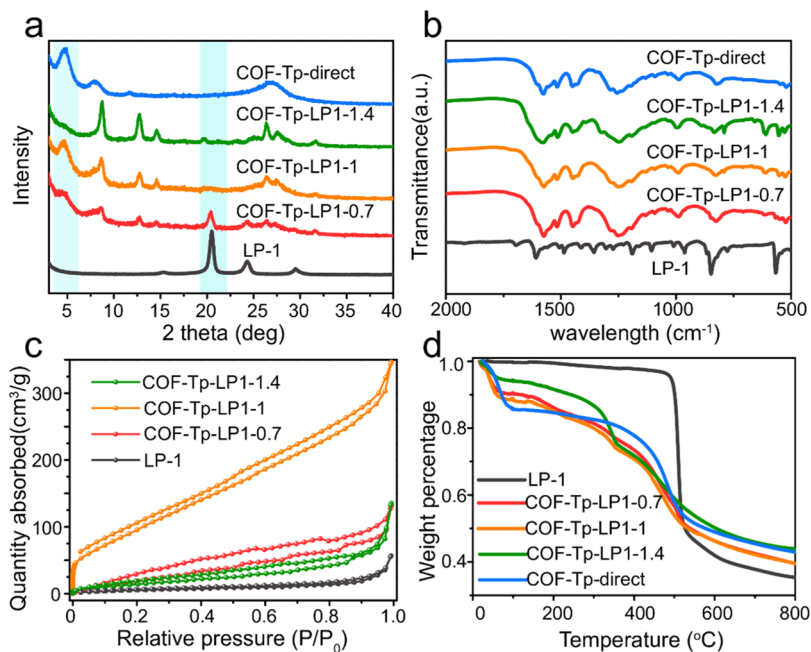 a
COF-Tp-direct
COF-Tp-LP1-1.4
COF-Tp-LP1-1
COF-Tp-LP1-0.7
LP-1
Intensity
5 10 15 20 25 30 35 40
2 theta (deg)
b
COF-Tp-direct
COF-Tp-LP1-1.4
COF-Tp-LP1-1
COF-Tp-LP1-0.7
LP-1
Transmittance(a.u.)
2000 1500 1000 500
wavelength (cm⁻¹)
c
COF-Tp-LP1-1.4
COF-Tp-LP1-1
COF-Tp-LP1-0.7
LP-1
Quantity absorbed(cm³/g)
300
250
100
50
0
0.0 0.2 0.4 0.6 0.8 1.0
Relative pressure (P/P₀)
d
LP-1
COF-Tp-LP1-0.7
COF-Tp-LP1-1
COF-Tp-LP1-1.4
COF-Tp-direct
Weight percentage
1.0
0.8
0.6
0.4
0 200 400 600 800
Temperature (°C)